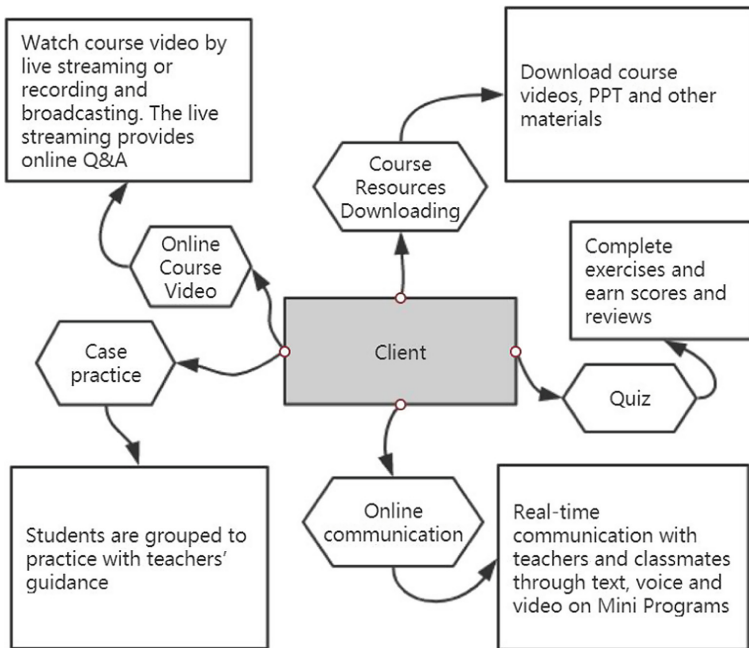 Watch course video by
live streaming or
recording and
broadcasting. The live
streaming provides
online Q&A
Download course
videos, PPT and other
materials
Course
Resources
Downloading
Online
Course
Video
Complete
exercises and
earn scores and
reviews
Case
practice
Client
Quiz
Students are grouped to
practice with teachers’
guidance
Online
communication
Real-time
communication with
teachers and classmates
through text, voice and
video on Mini Programs